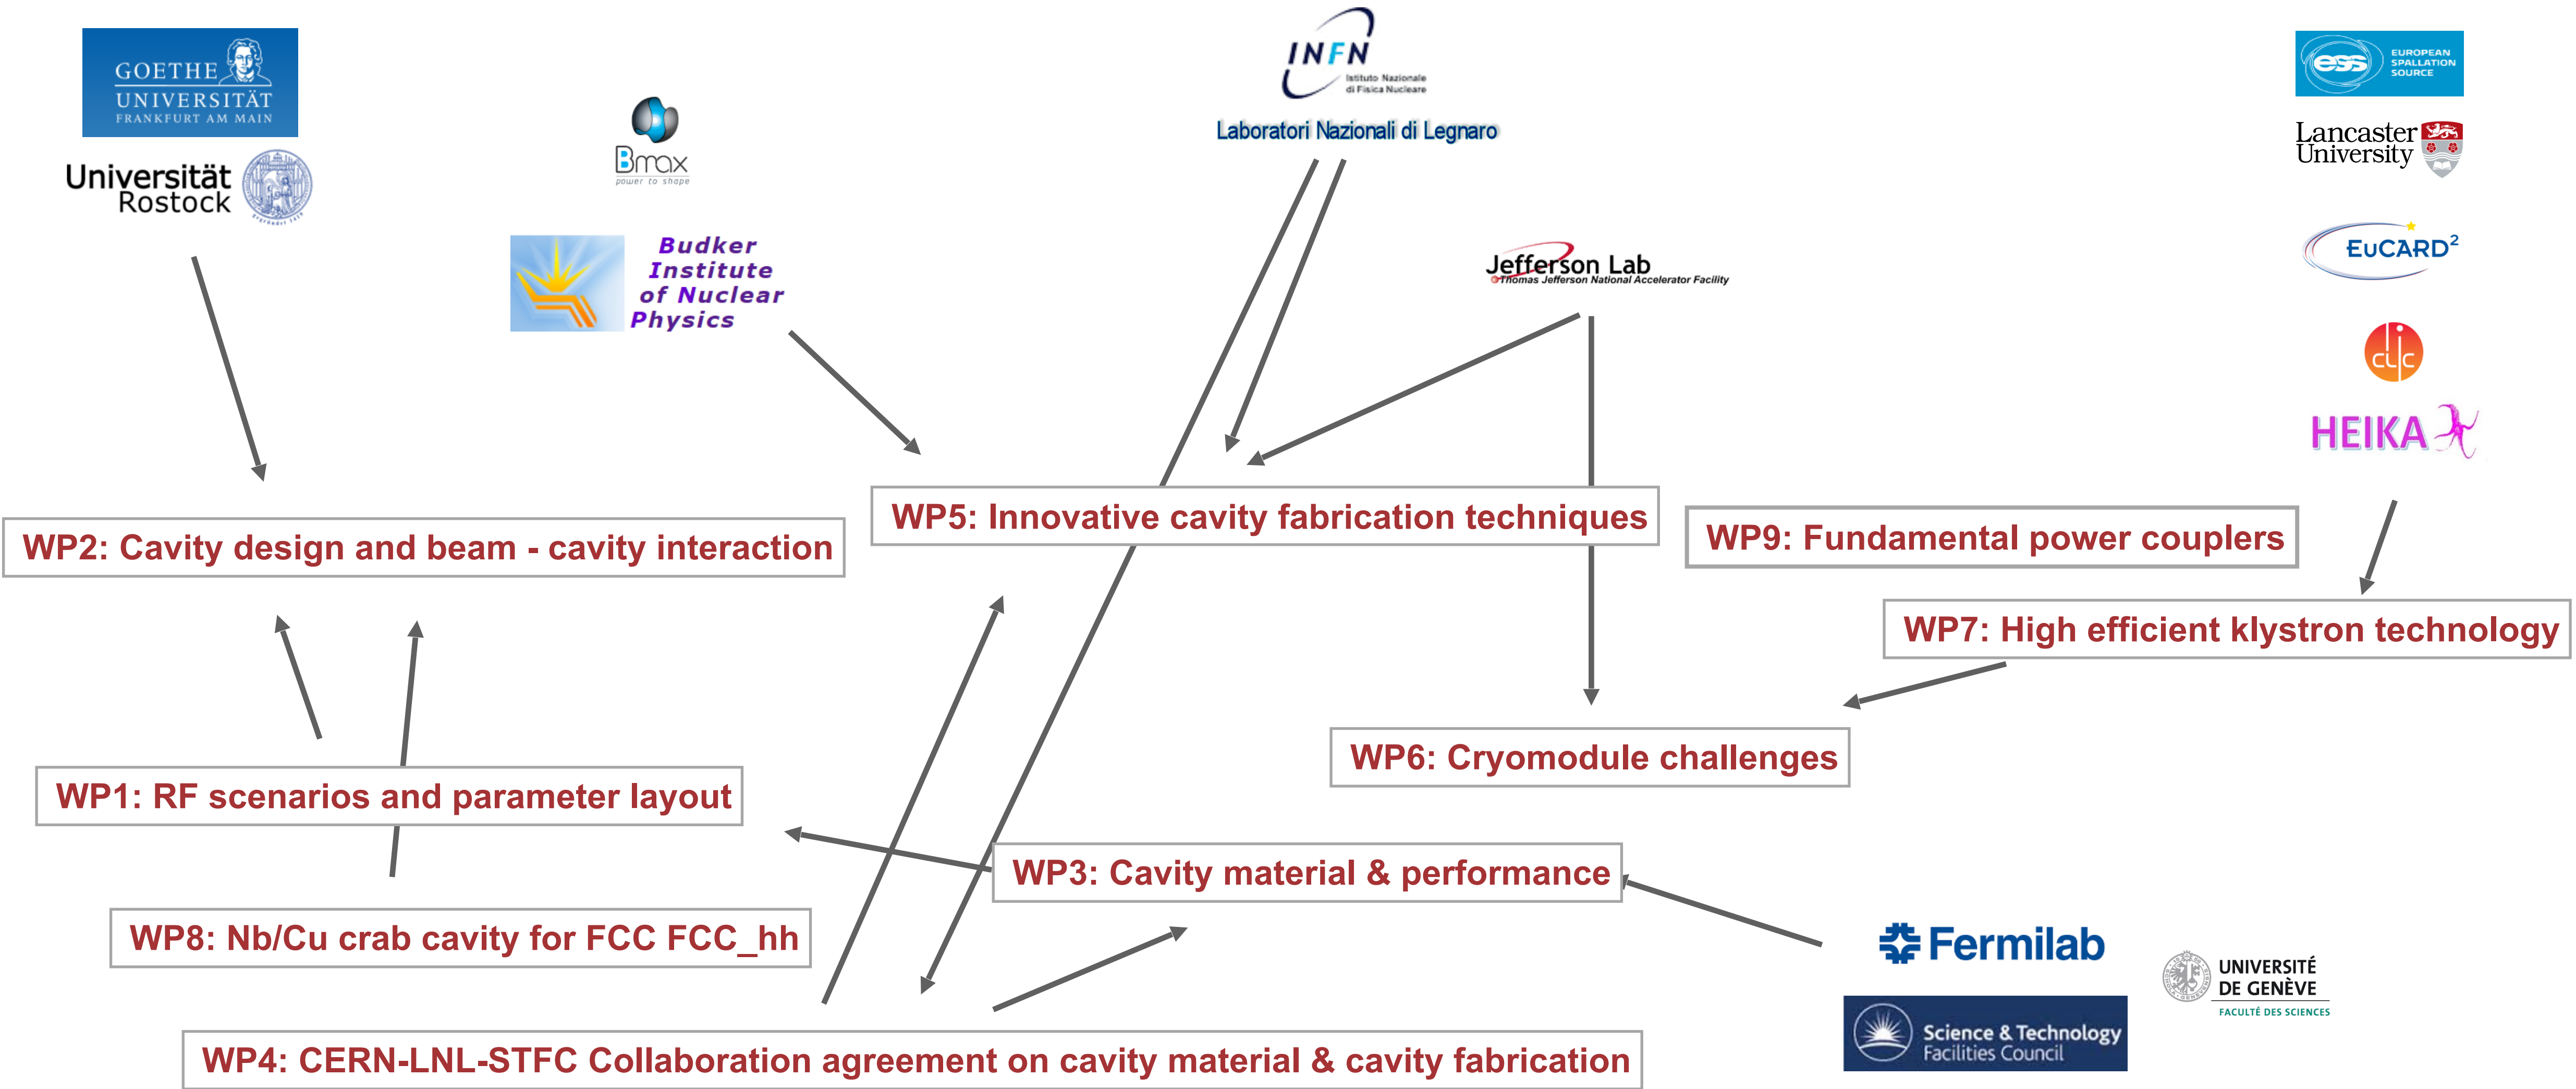 GOETHE
UNIVERSITÄT
FRANKFURT AM MAIN
Universität
Rostock
Bmax
power to shape
Budker
Institute
of Nuclear
Physics
INFN
Istituto Nazionale
di Fisica Nucleare
Laboratori Nazionali di Legnaro
Jefferson Lab
Thomas Jefferson National Accelerator Facility
ess
EUROPEAN
SPALLATION
SOURCE
Lancaster
University
EuCARD²
clic
HEIKA
WP5: Innovative cavity fabrication techniques
WP2: Cavity design and beam - cavity interaction
WP9: Fundamental power couplers
WP7: High efficient klystron technology
WP6: Cryomodule challenges
WP1: RF scenarios and parameter layout
WP3: Cavity material & performance
WP8: Nb/Cu crab cavity for FCC FCC_hh
Fermilab
UNIVERSITÉ
DE GENÈVE
FACULTÉ DES SCIENCES
Science & Technology
Facilities Council
WP4: CERN-LNL-STFC Collaboration agreement on cavity material & cavity fabrication